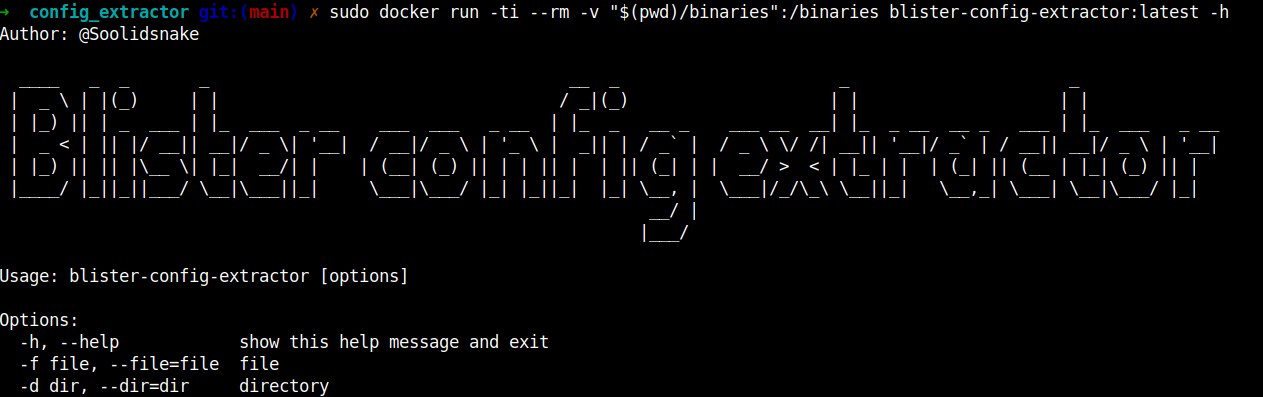 ➜ config_extractor git:(main) ✗ sudo docker run -ti --rm -v "$(pwd)/binaries":/binaries blister-config-extractor:latest -h
Author: @Soolidsnake
Blister config extractor
Usage: blister-config-extractor [options]
Options:
-h, --help show this help message and exit
-f file, --file=file file
-d dir, --dir=dir directory